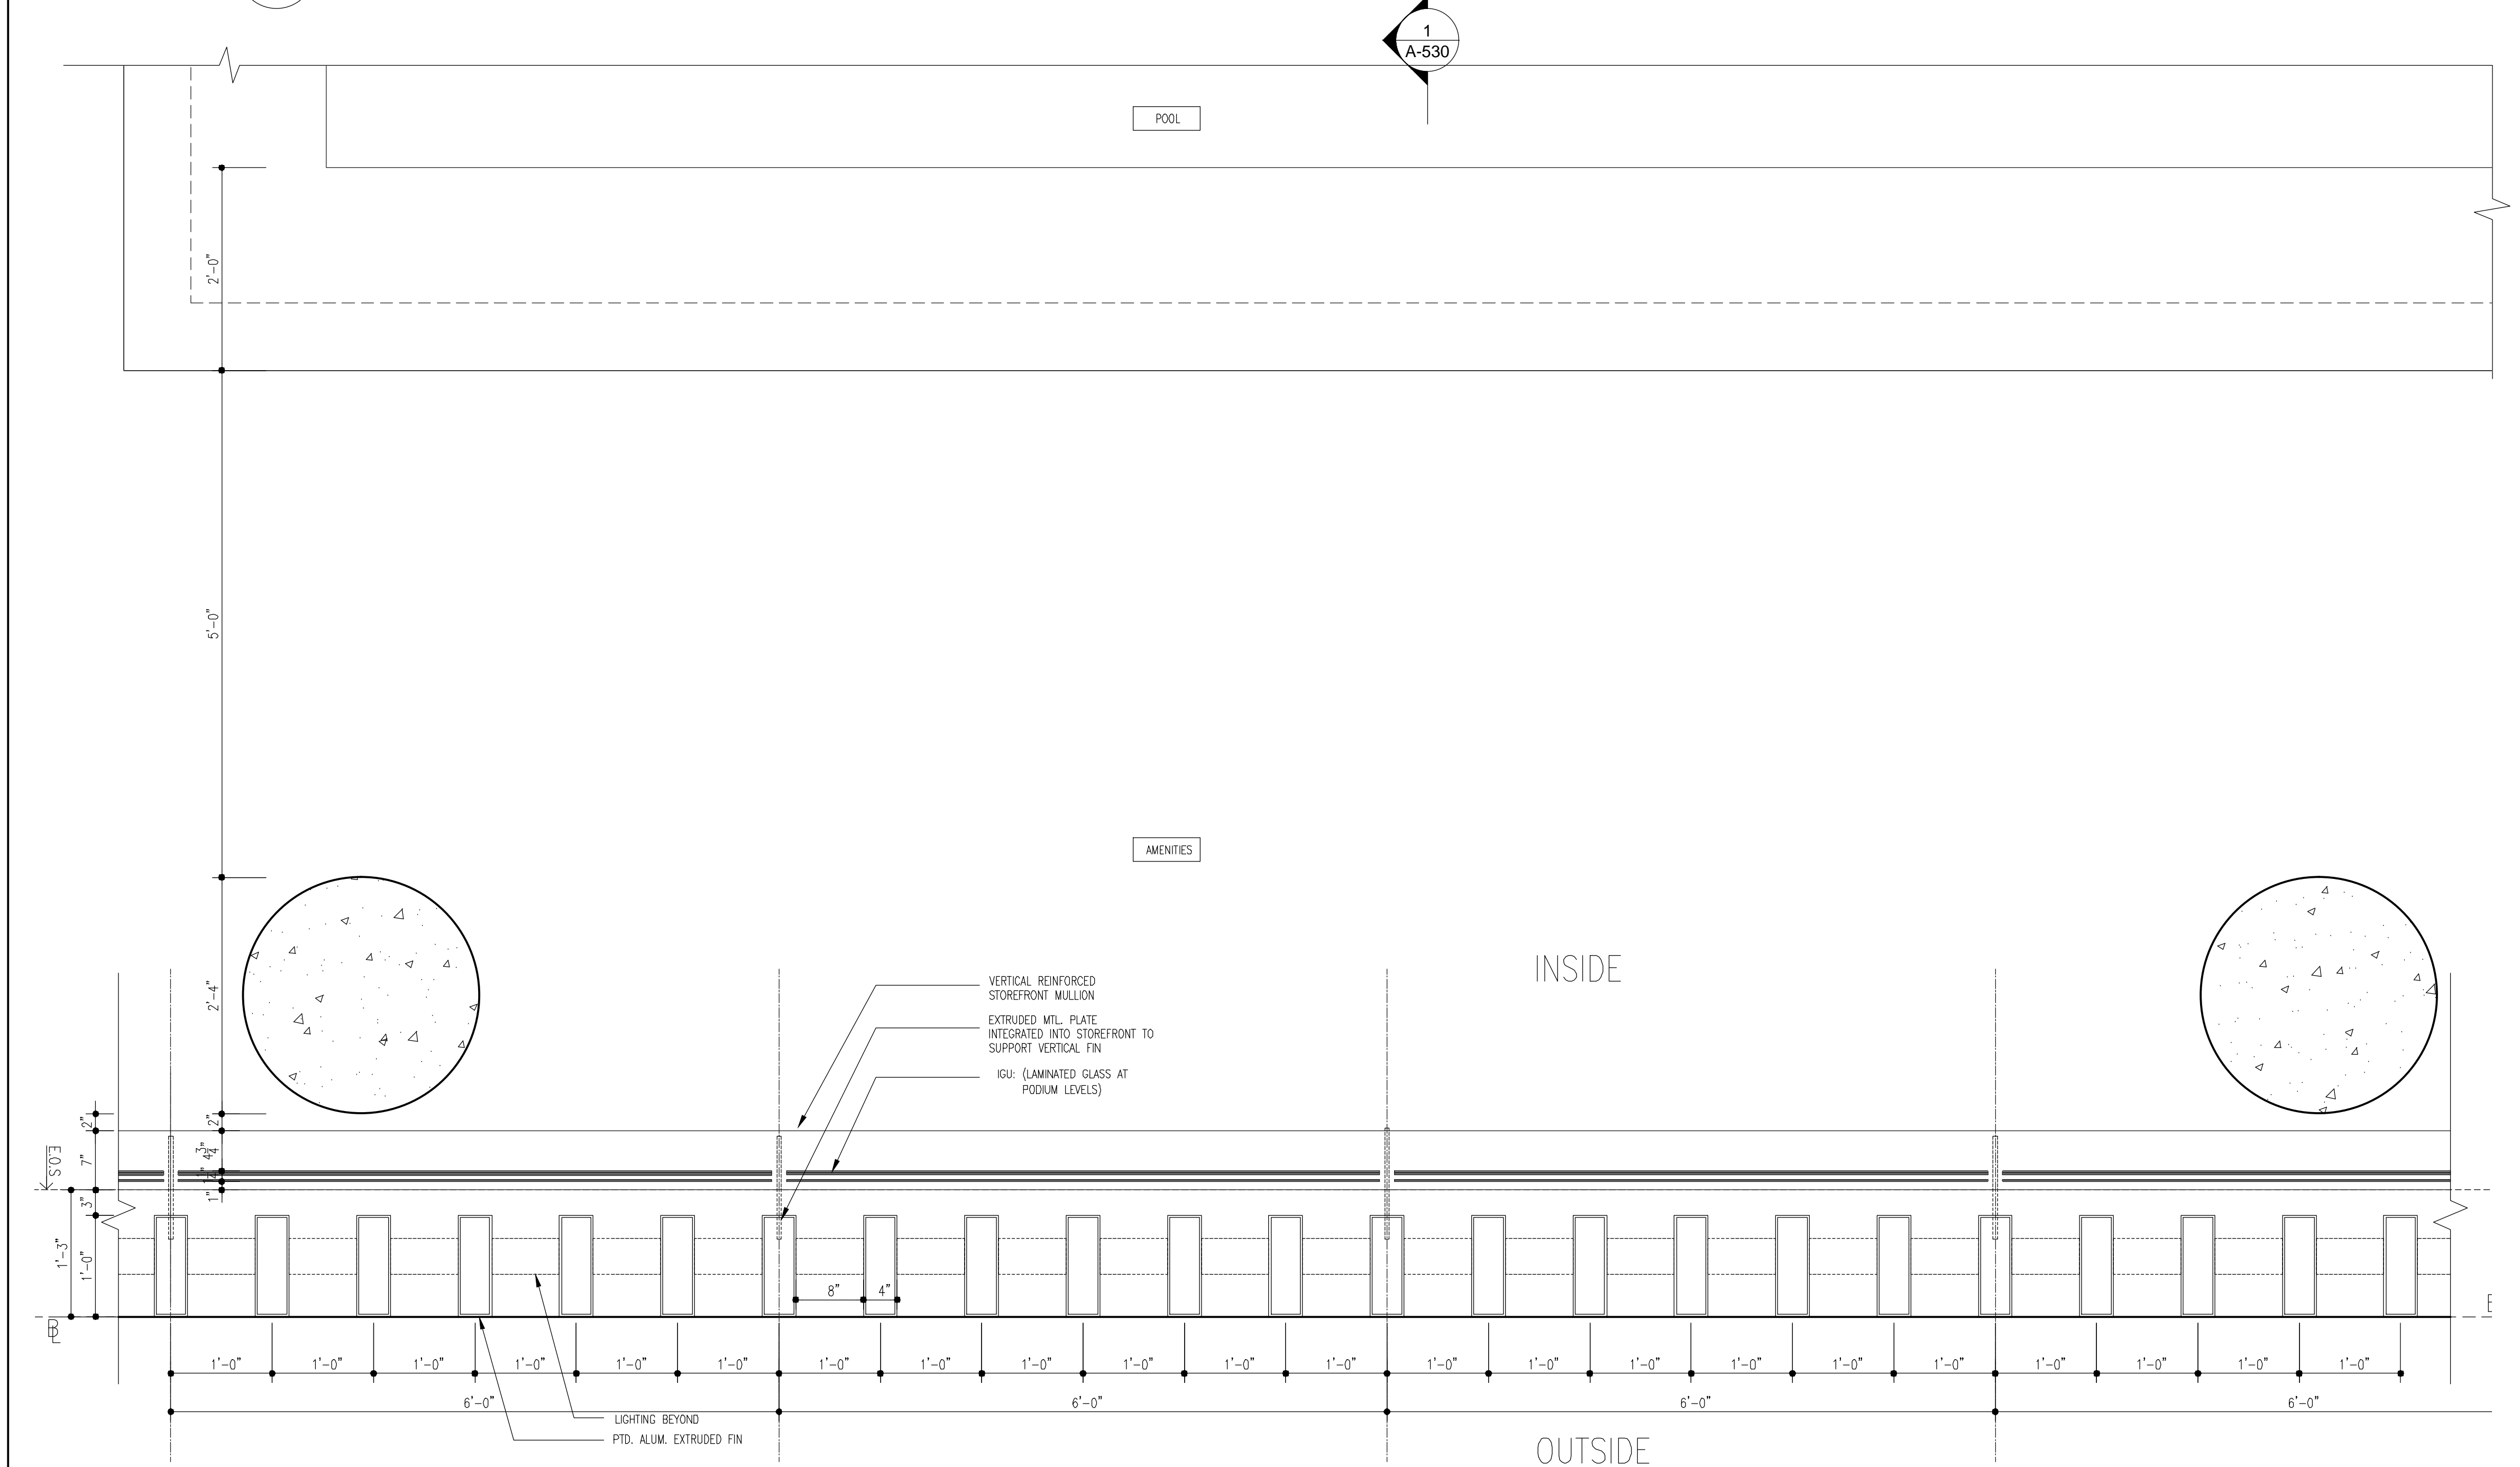 1
A-530
POOL
2'-0"
5'-0"
AMENITIES
INSIDE
2'-4"
VERTICAL REINFORCED
STOREFRONT MULLION
EXTRUDED MTL. PLATE
INTEGRATED INTO STOREFRONT TO
SUPPORT VERTICAL FIN
IGU: (LAMINATED GLASS AT
PODIUM LEVELS)
2" 2"
E.O.S
7" 4 3/4"
1"
3"
1'-3" 1'-0"
8" 4"
BL
1'-0" 1'-0" 1'-0" 1'-0" 1'-0" 1'-0" 1'-0" 1'-0" 1'-0" 1'-0" 1'-0" 1'-0" 1'-0" 1'-0" 1'-0" 1'-0" 1'-0" 1'-0" 1'-0" 1'-0" 1'-0" 1'-0"
6'-0" 6'-0" 6'-0" 6'-0"
LIGHTING BEYOND
PTD. ALUM. EXTRUDED FIN
OUTSIDE